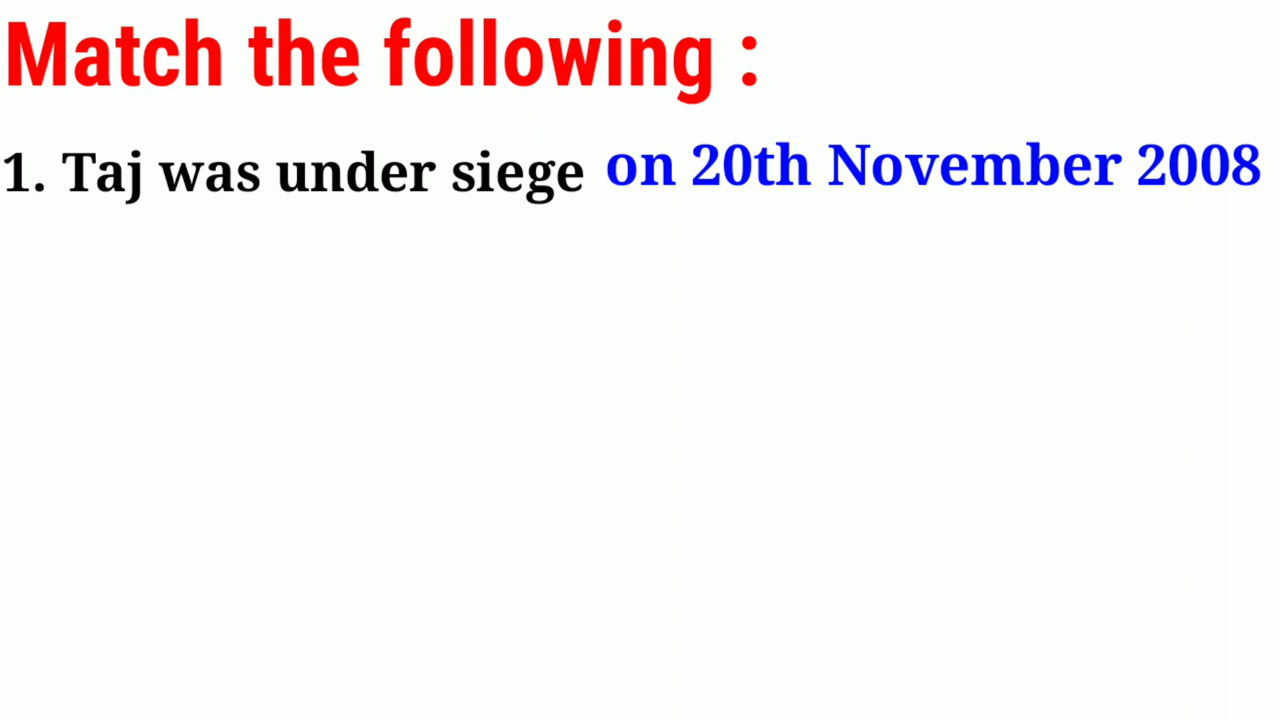 Match the following :
1. Taj was under siege on 20th November 2008